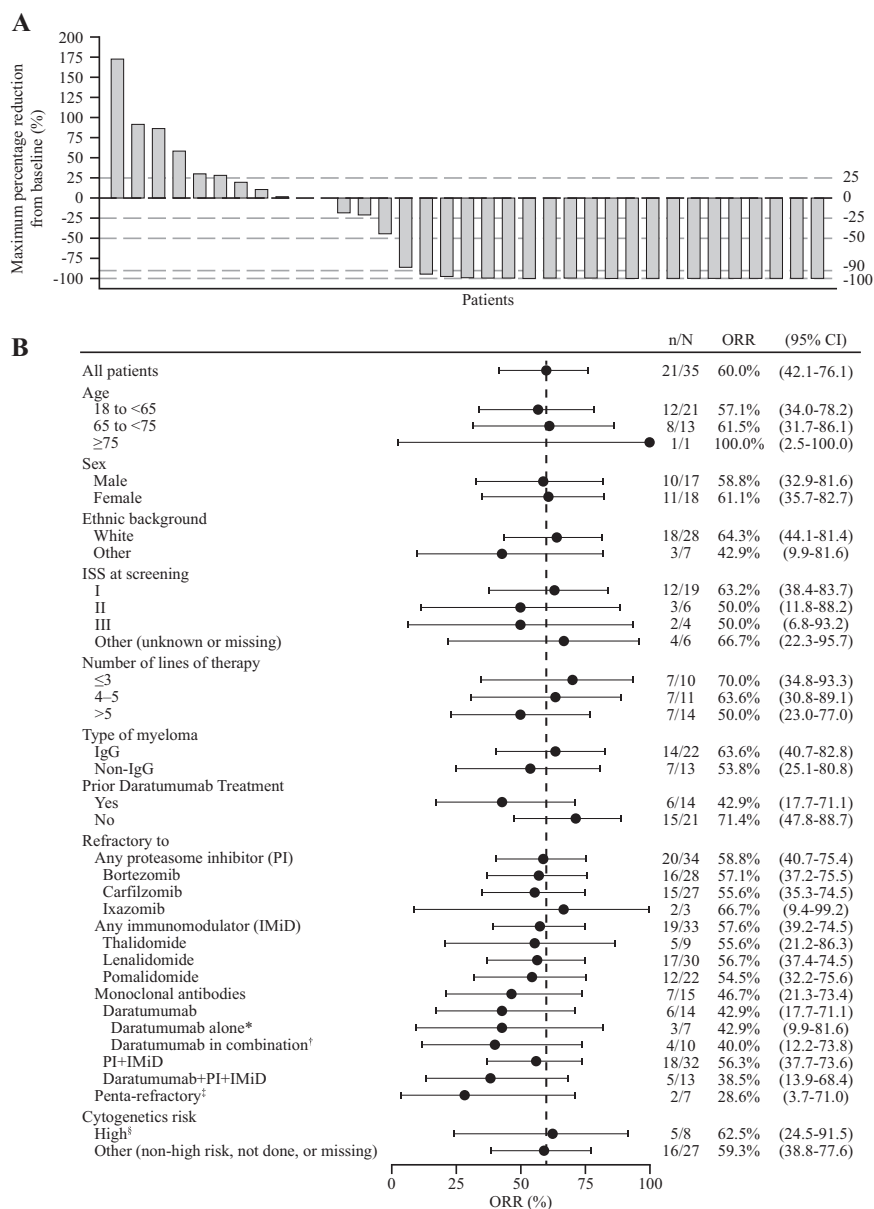 A
Maximum percentage reduction
from baseline (%)
200
175
150
125
100
75
50
25
0
-25
-50
-75
-100
25
0
-25
-50
-90
-100
Patients
B
n/N ORR (95% CI)
All patients 21/35 60.0% (42.1-76.1)
Age
18 to <65 12/21 57.1% (34.0-78.2)
65 to <75 8/13 61.5% (31.7-86.1)
≥75 1/1 100.0% (2.5-100.0)
Sex
Male 10/17 58.8% (32.9-81.6)
Female 11/18 61.1% (35.7-82.7)
Ethnic background
White 18/28 64.3% (44.1-81.4)
Other 3/7 42.9% (9.9-81.6)
ISS at screening
I 12/19 63.2% (38.4-83.7)
II 3/6 50.0% (11.8-88.2)
III 2/4 50.0% (6.8-93.2)
Other (unknown or missing) 4/6 66.7% (22.3-95.7)
Number of lines of therapy
≤3 7/10 70.0% (34.8-93.3)
4–5 7/11 63.6% (30.8-89.1)
>5 7/14 50.0% (23.0-77.0)
Type of myeloma
IgG 14/22 63.6% (40.7-82.8)
Non-IgG 7/13 53.8% (25.1-80.8)
Prior Daratumumab Treatment
Yes 6/14 42.9% (17.7-71.1)
No 15/21 71.4% (47.8-88.7)
Refractory to
Any proteasome inhibitor (PI) 20/34 58.8% (40.7-75.4)
Bortezomib 16/28 57.1% (37.2-75.5)
Carfilzomib 15/27 55.6% (35.3-74.5)
Ixazomib 2/3 66.7% (9.4-99.2)
Any immunomodulator (IMiD) 19/33 57.6% (39.2-74.5)
Thalidomide 5/9 55.6% (21.2-86.3)
Lenalidomide 17/30 56.7% (37.4-74.5)
Pomalidomide 12/22 54.5% (32.2-75.6)
Monoclonal antibodies 7/15 46.7% (21.3-73.4)
Daratumumab 6/14 42.9% (17.7-71.1)
Daratumumab alone* 3/7 42.9% (9.9-81.6)
Daratumumab in combination† 4/10 40.0% (12.2-73.8)
PI+IMiD 18/32 56.3% (37.7-73.6)
Daratumumab+PI+IMiD 5/13 38.5% (13.9-68.4)
Penta-refractory‡ 2/7 28.6% (3.7-71.0)
Cytogenetics risk
High§ 5/8 62.5% (24.5-91.5)
Other (non-high risk, not done, or missing) 16/27 59.3% (38.8-77.6)
0 25 50 75 100
ORR (%)